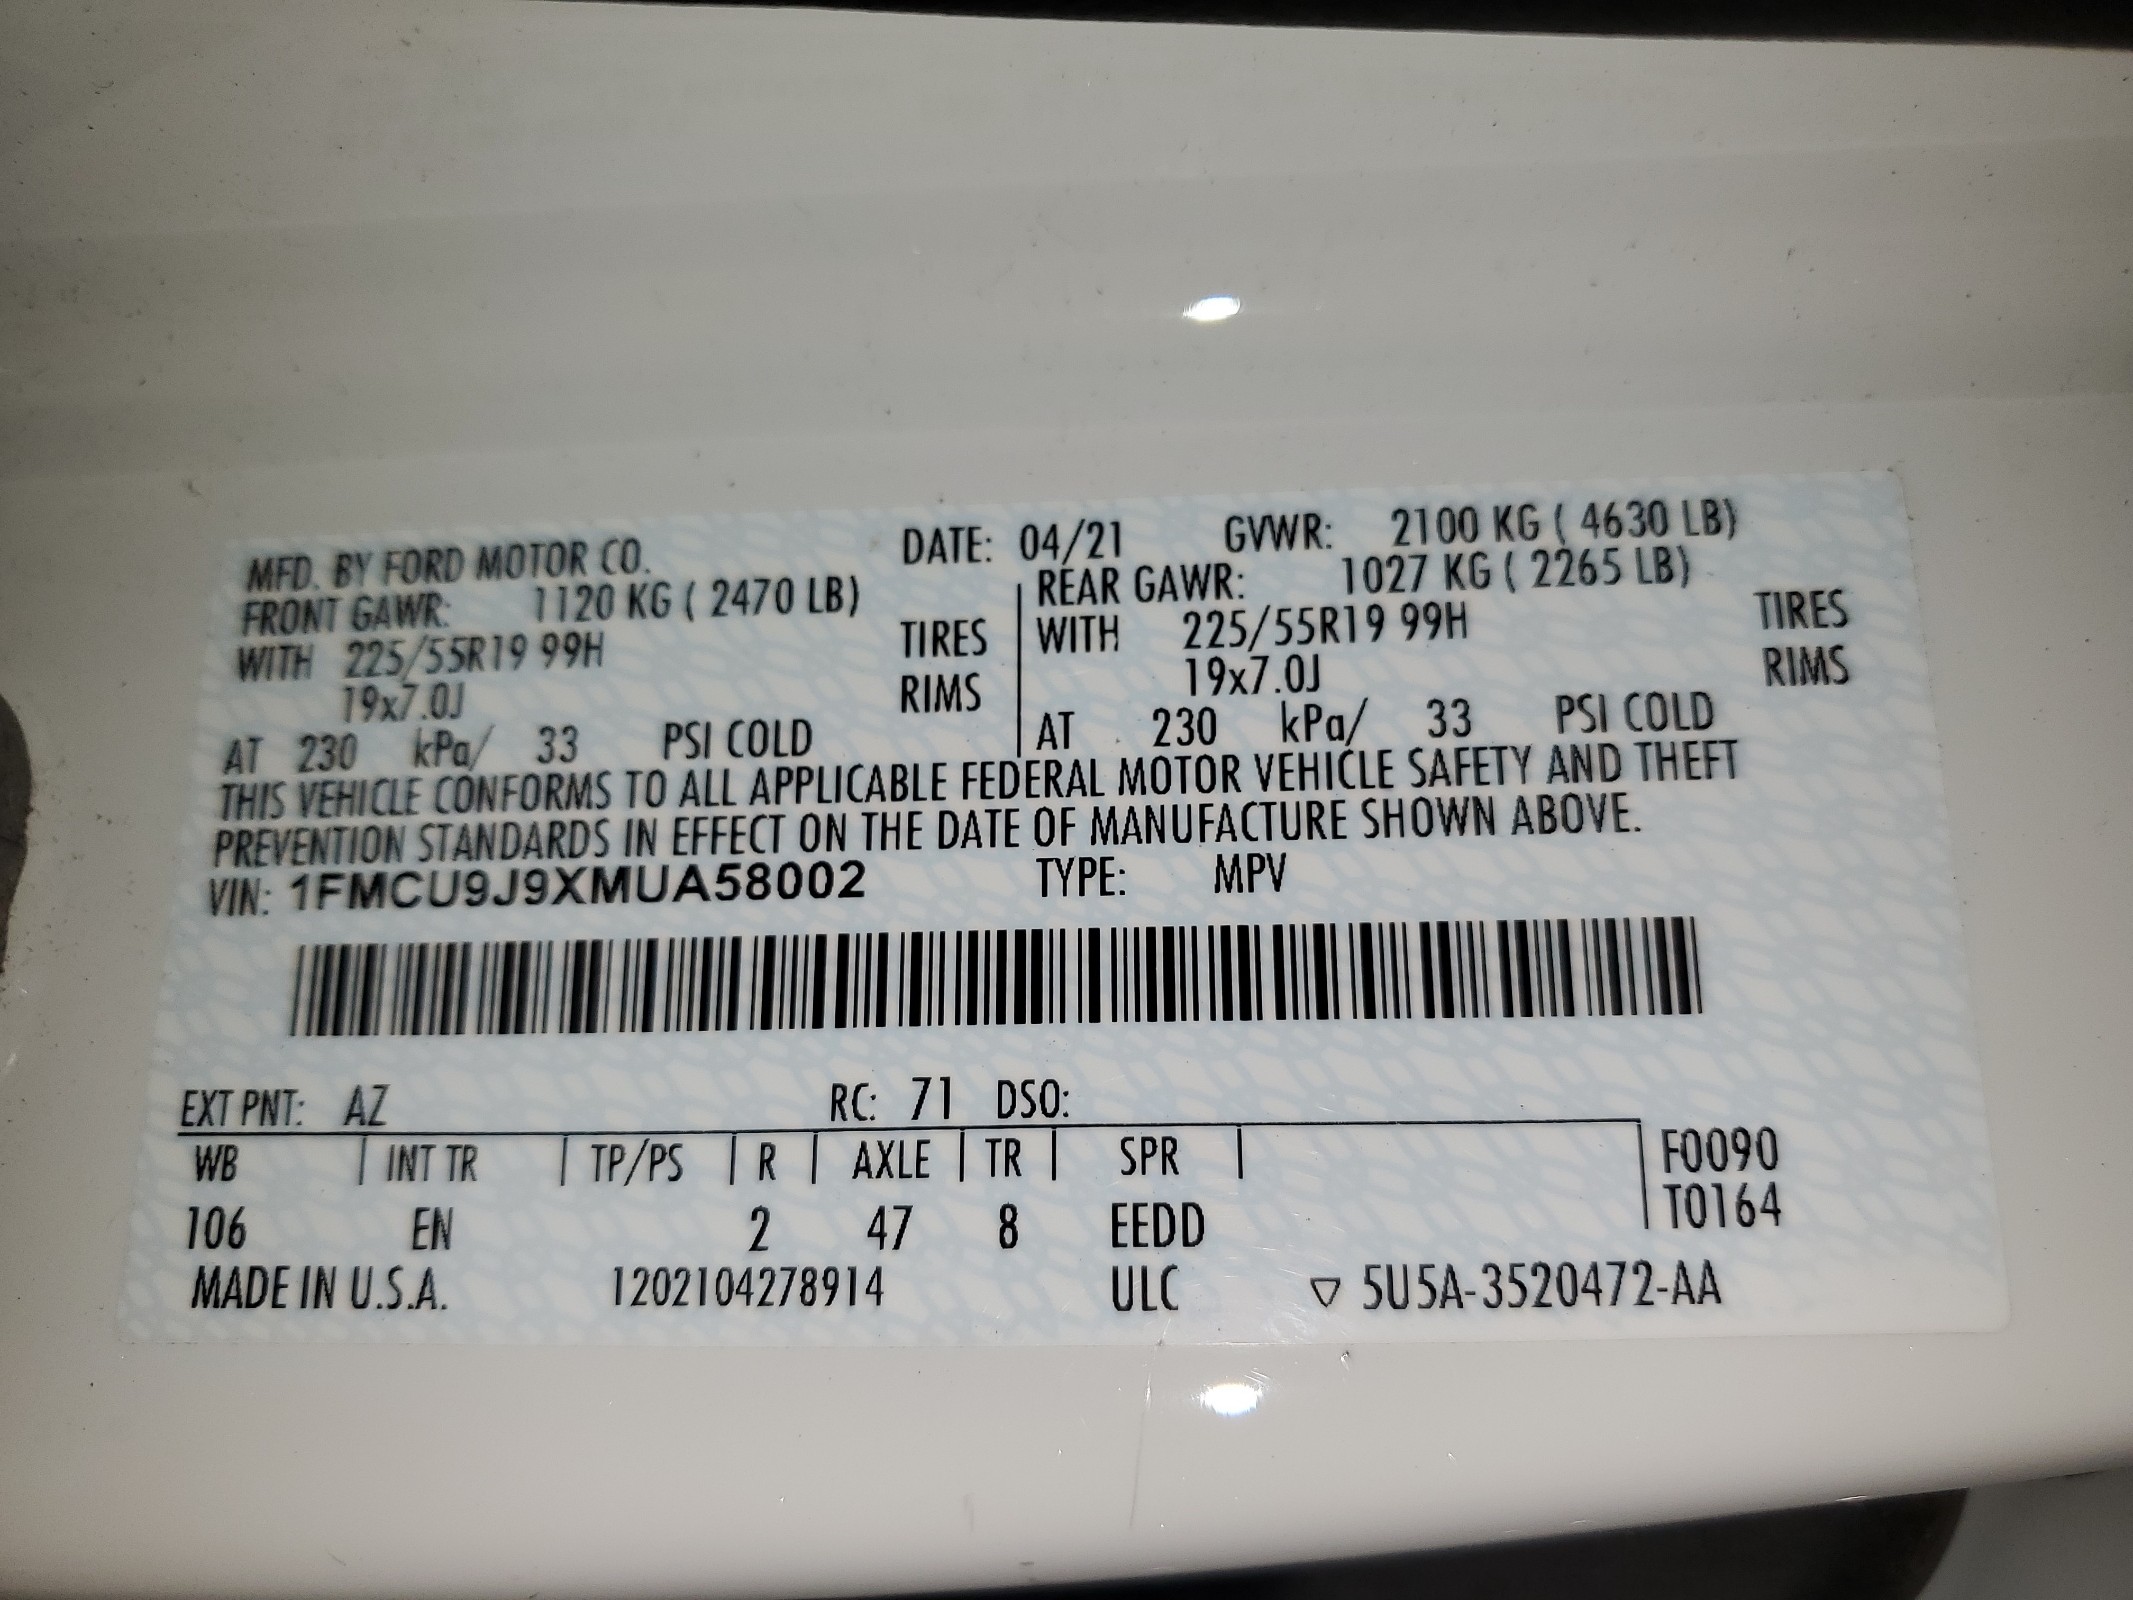 MFD. BY FORD MOTOR CO. DATE: 04/21 GVWR: 2100 KG ( 4630 LB)
FRONT GAWR: 1120 KG ( 2470 LB) REAR GAWR: 1027 KG ( 2265 LB)
WITH 225/55R19 99H TIRES WITH 225/55R19 99H TIRES
19x7.0J RIMS 19x7.0J RIMS
AT 230 kPa/ 33 PSI COLD AT 230 kPa/ 33 PSI COLD
THIS VEHICLE CONFORMS TO ALL APPLICABLE FEDERAL MOTOR VEHICLE SAFETY AND THEFT
PREVENTION STANDARDS IN EFFECT ON THE DATE OF MANUFACTURE SHOWN ABOVE.
VIN: 1FMCU9J9XMUA58002 TYPE: MPV
EXT PNT: AZ RC: 71 DSO:
WB | INT TR | TP/PS | R | AXLE | TR | SPR | F0090
T0164
106 EN 2 47 8 EEDD
MADE IN U.S.A. 1202104278914 ULC ▽ 5U5A-3520472-AA